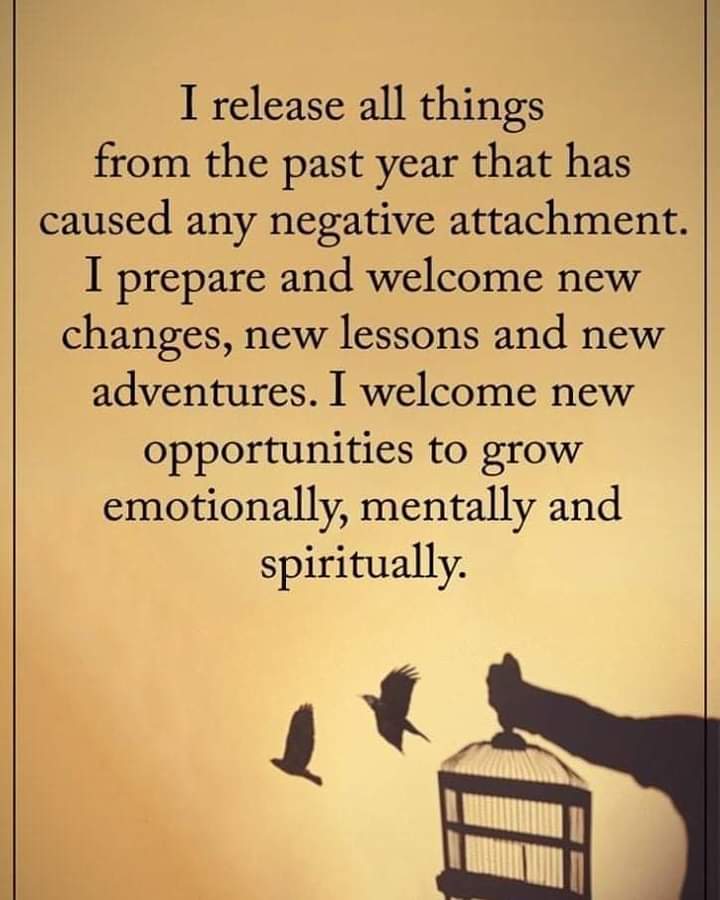 I release all things
from the past year that has
caused any negative attachment.
I prepare and welcome new
changes, new lessons and new
adventures. I welcome new
opportunities to grow
emotionally, mentally and
spiritually.